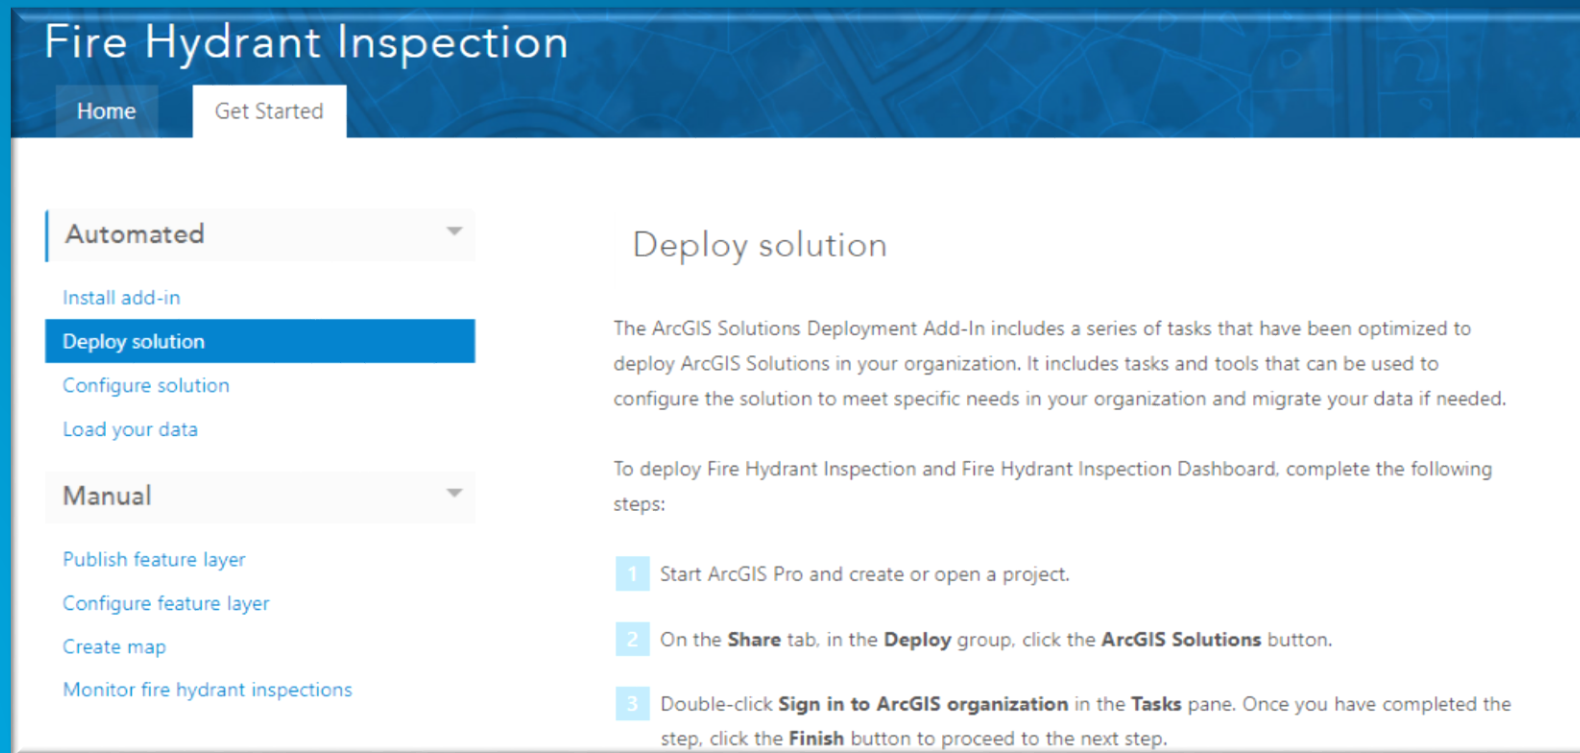 Fire Hydrant Inspection
Home
Get Started
Automated
Install add-in
Deploy solution
Configure solution
Load your data
Manual
Publish feature layer
Configure feature layer
Create map
Monitor fire hydrant inspections
Deploy solution
The ArcGIS Solutions Deployment Add-In includes a series of tasks that have been optimized to
deploy ArcGIS Solutions in your organization. It includes tasks and tools that can be used to
configure the solution to meet specific needs in your organization and migrate your data if needed.
To deploy Fire Hydrant Inspection and Fire Hydrant Inspection Dashboard, complete the following
steps:
1 Start ArcGIS Pro and create or open a project.
2 On the Share tab, in the Deploy group, click the ArcGIS Solutions button.
3 Double-click Sign in to ArcGIS organization in the Tasks pane. Once you have completed the
step, click the Finish button to proceed to the next step.